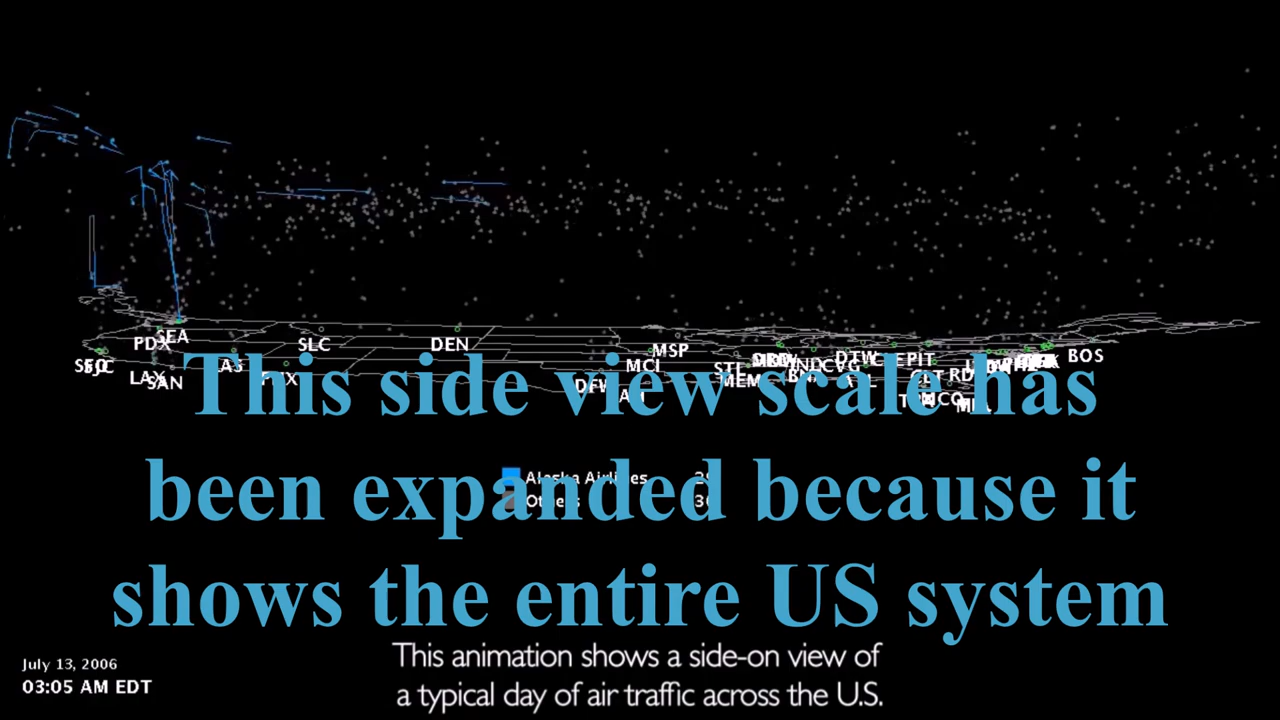 SEA
PDX
SLC
DEN
MSP
BOS
MCI
DTW
PIT
LAX
SAN
This side view scale has
been expanded because it
Alaska Airlines
Others
shows the entire US system
This animation shows a side-on view of
a typical day of air traffic across the U.S.
July 13, 2006
03:05 AM EDT